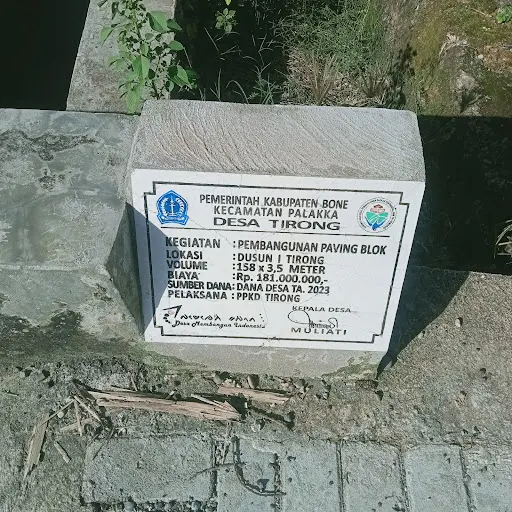 PEMERINTAH KABUPATEN BONE
KECAMATAN PALAKKA
DESA TIRONG
KEGIATAN : PEMBANGUNAN PAVING BLOK
LOKASI : DUSUN I TIRONG
VOLUME : 158 x 3,5 METER
BIAYA : Rp. 181.000.000,-
SUMBER DANA : DANA DESA TA. 2023
PELAKSANA : PPKD TIRONG
KEPALA DESA
Desa Membangun Indonesia
MULIATI